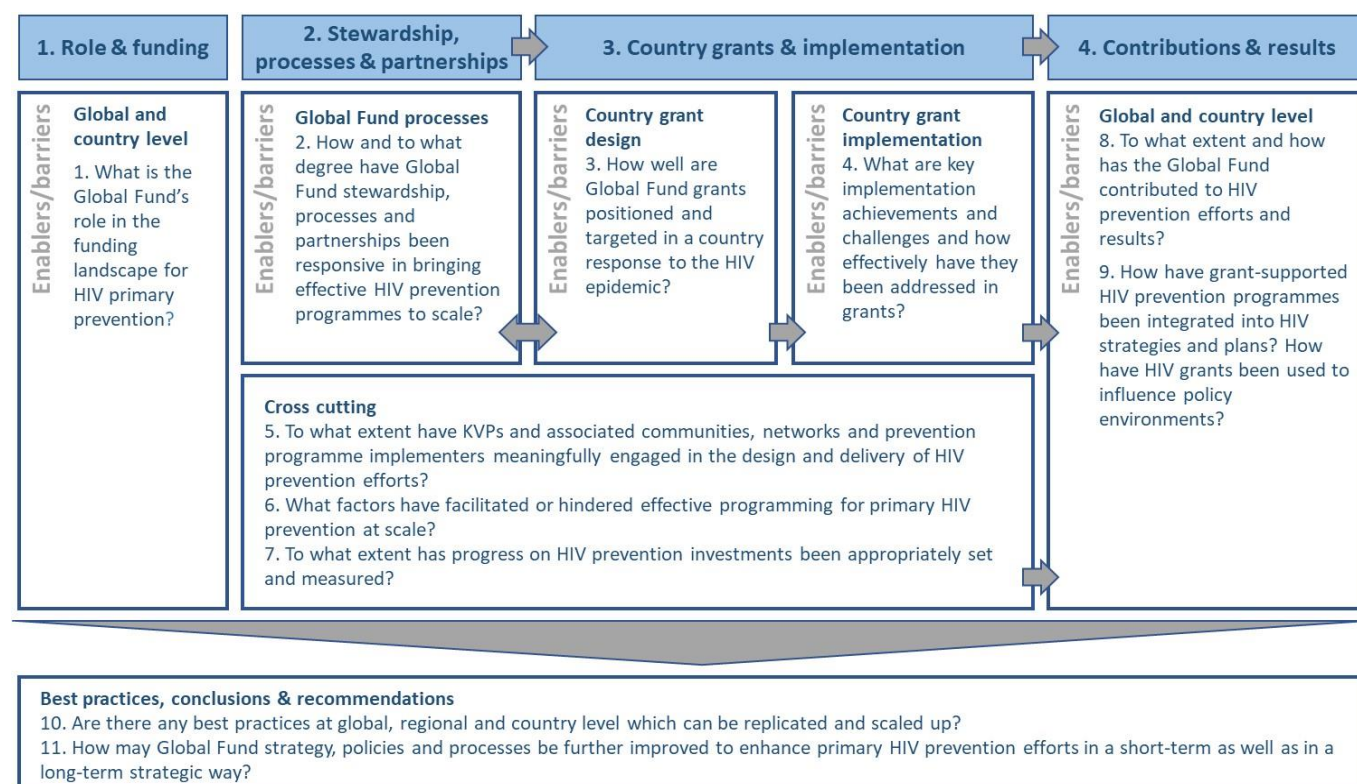 1. Role & funding
2. Stewardship,
processes & partnerships
3. Country grants & implementation
4. Contributions & results
Enablers/barriers
Global and
country level
1. What is the
Global Fund's
role in the
funding
landscape for
HIV primary
prevention?
Enablers/barriers
Global Fund processes
2. How and to what
degree have Global
Fund stewardship,
processes and
partnerships been
responsive in bringing
effective HIV prevention
programmes to scale?
Enablers/barriers
Country grant
design
3. How well are
Global Fund grants
positioned and
targeted in a country
response to the HIV
epidemic?
Enablers/barriers
Country grant
implementation
4. What are key
implementation
achievements and
challenges and how
effectively have they
been addressed in
grants?
Enablers/barriers
Global and country level
8. To what extent and how
has the Global Fund
contributed to HIV
prevention efforts and
results?
9. How have grant-supported
HIV prevention programmes
been integrated into HIV
strategies and plans? How
have HIV grants been used to
influence policy
environments?
Cross cutting
5. To what extent have KVPs and associated communities, networks and prevention
programme implementers meaningfully engaged in the design and delivery of HIV
prevention efforts?
6. What factors have facilitated or hindered effective programming for primary HIV
prevention at scale?
7. To what extent has progress on HIV prevention investments been appropriately set
and measured?
Best practices, conclusions & recommendations
10. Are there any best practices at global, regional and country level which can be replicated and scaled up?
11. How may Global Fund strategy, policies and processes be further improved to enhance primary HIV prevention efforts in a short-term as well as in a
long-term strategic way?